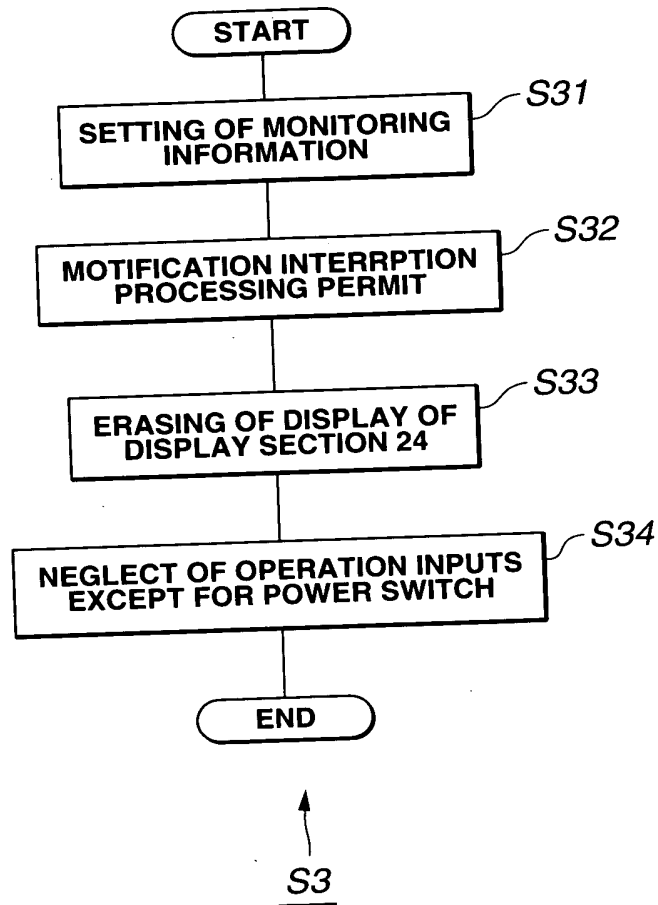 START
S31
SETTING OF MONITORING
INFORMATION
S32
MOTIFICATION INTERRPTION
PROCESSING PERMIT
S33
ERASING OF DISPLAY OF
DISPLAY SECTION 24
S34
NEGLECT OF OPERATION INPUTS
EXCEPT FOR POWER SWITCH
END
S3